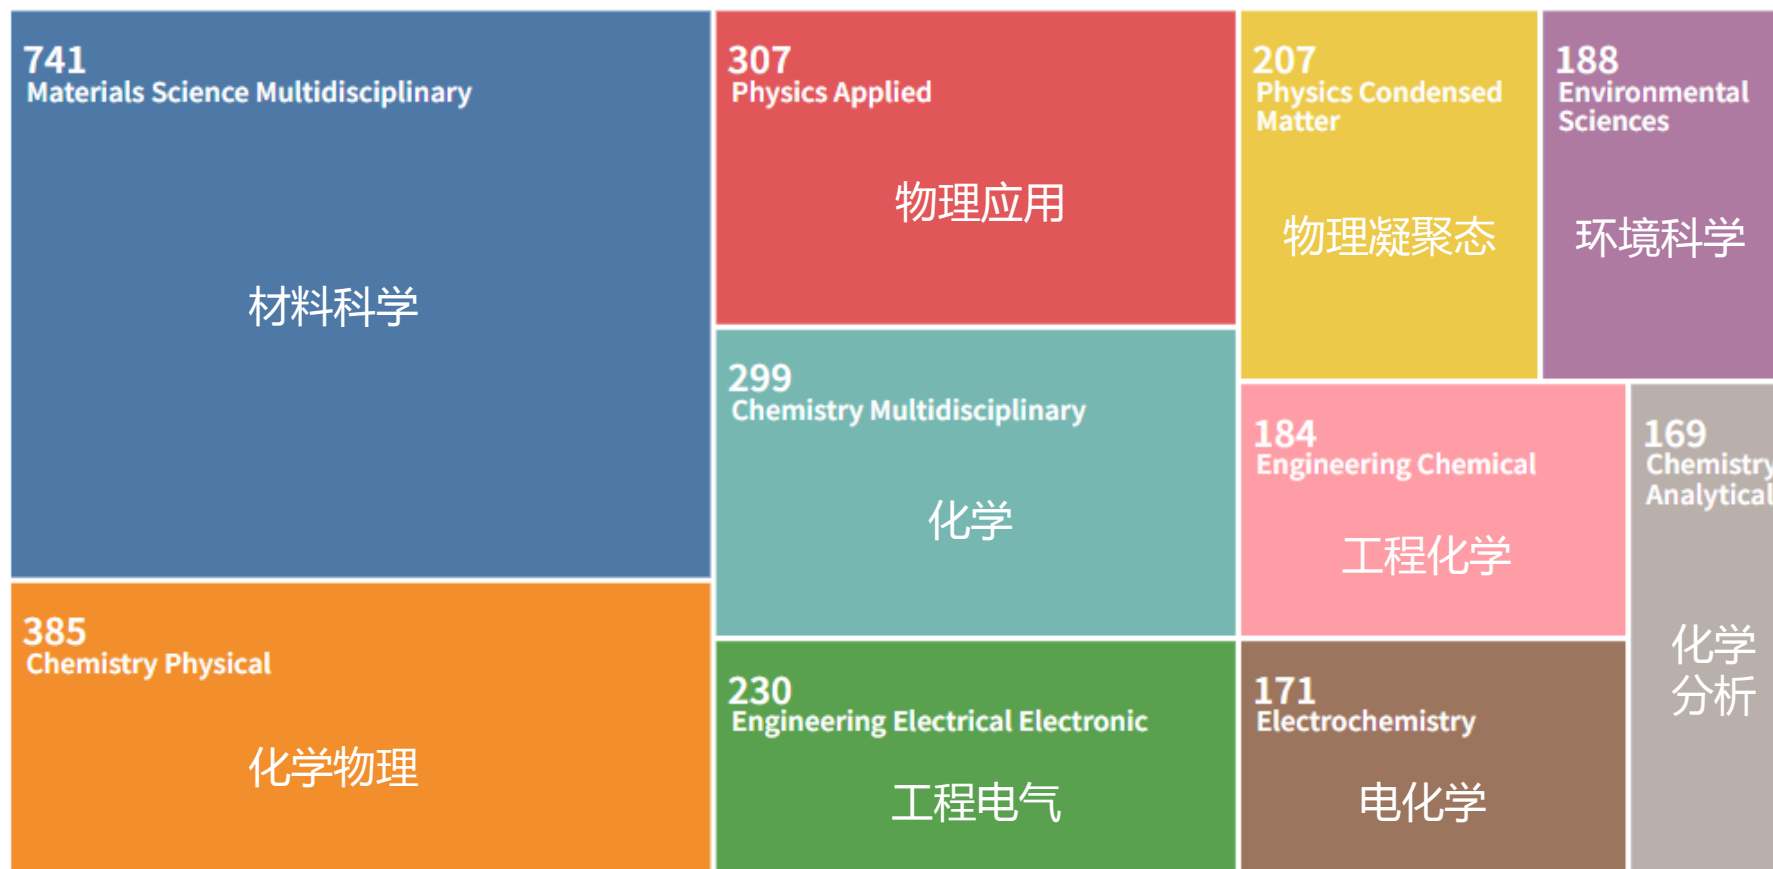 741
Materials Science Multidisciplinary
材料科学
385
Chemistry Physical
化学物理
307
Physics Applied
物理应用
299
Chemistry Multidisciplinary
化学
230
Engineering Electrical Electronic
工程电气
207
Physics Condensed
Matter
物理凝聚态
188
Environmental
Sciences
环境科学
184
Engineering Chemical
工程化学
171
Electrochemistry
电化学
169
Chemistry
Analytical
化学
分析